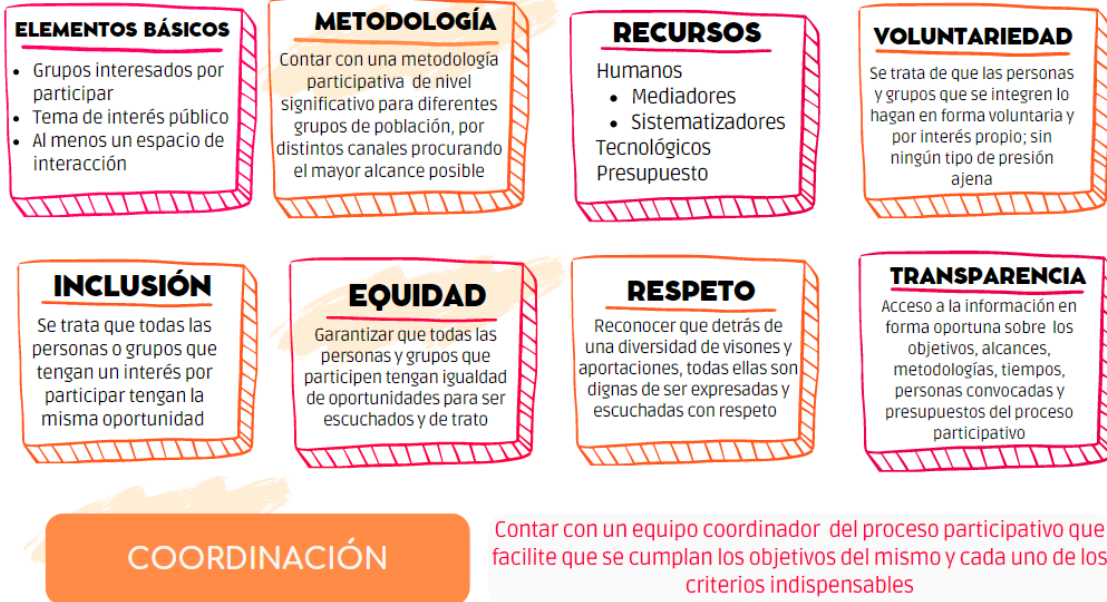 ELEMENTOS BÁSICOS
• Grupos interesados por
participar
• Tema de interés público
• Al menos un espacio de
interacción
METODOLOGÍA
Contar con una metodología
participativa de nivel
significativo para diferentes
grupos de población, por
distintos canales procurando
el mayor alcance posible
RECURSOS
Humanos
• Mediadores
• Sistematizadores
Tecnológicos
Presupuesto
VOLUNTARIEDAD
Se trata de que las personas
y grupos que se integren lo
hagan en forma voluntaria y
por interés propio; sin
ningún tipo de presión
ajena
INCLUSIÓN
Se trata que todas las
personas o grupos que
tengan un interés por
participar tengan la
misma oportunidad
EQUIDAD
Garantizar que todas las
personas y grupos que
participen tengan igualdad
de oportunidades para ser
escuchados y de trato
RESPETO
Reconocer que detrás de
una diversidad de visones y
aportaciones, todas ellas son
dignas de ser expresadas y
escuchadas con respeto
TRANSPARENCIA
Acceso a la información en
forma oportuna sobre los
objetivos, alcances,
metodologías, tiempos,
personas convocadas y
presupuestos del proceso
participativo
COORDINACIÓN
Contar con un equipo coordinador del proceso participativo que
facilite que se cumplan los objetivos del mismo y cada uno de los
criterios indispensables